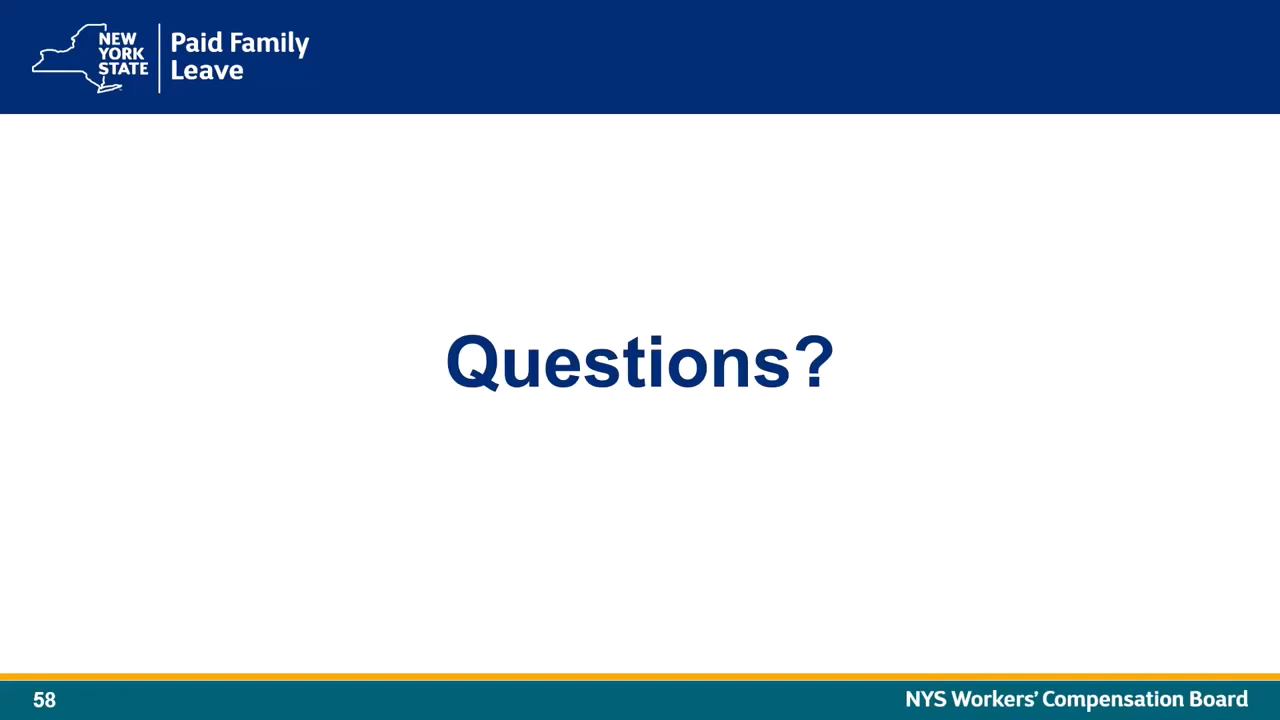 NEW
YORK
STATE
Paid Family
Leave
Questions?
58
NYS Workers’ Compensation Board